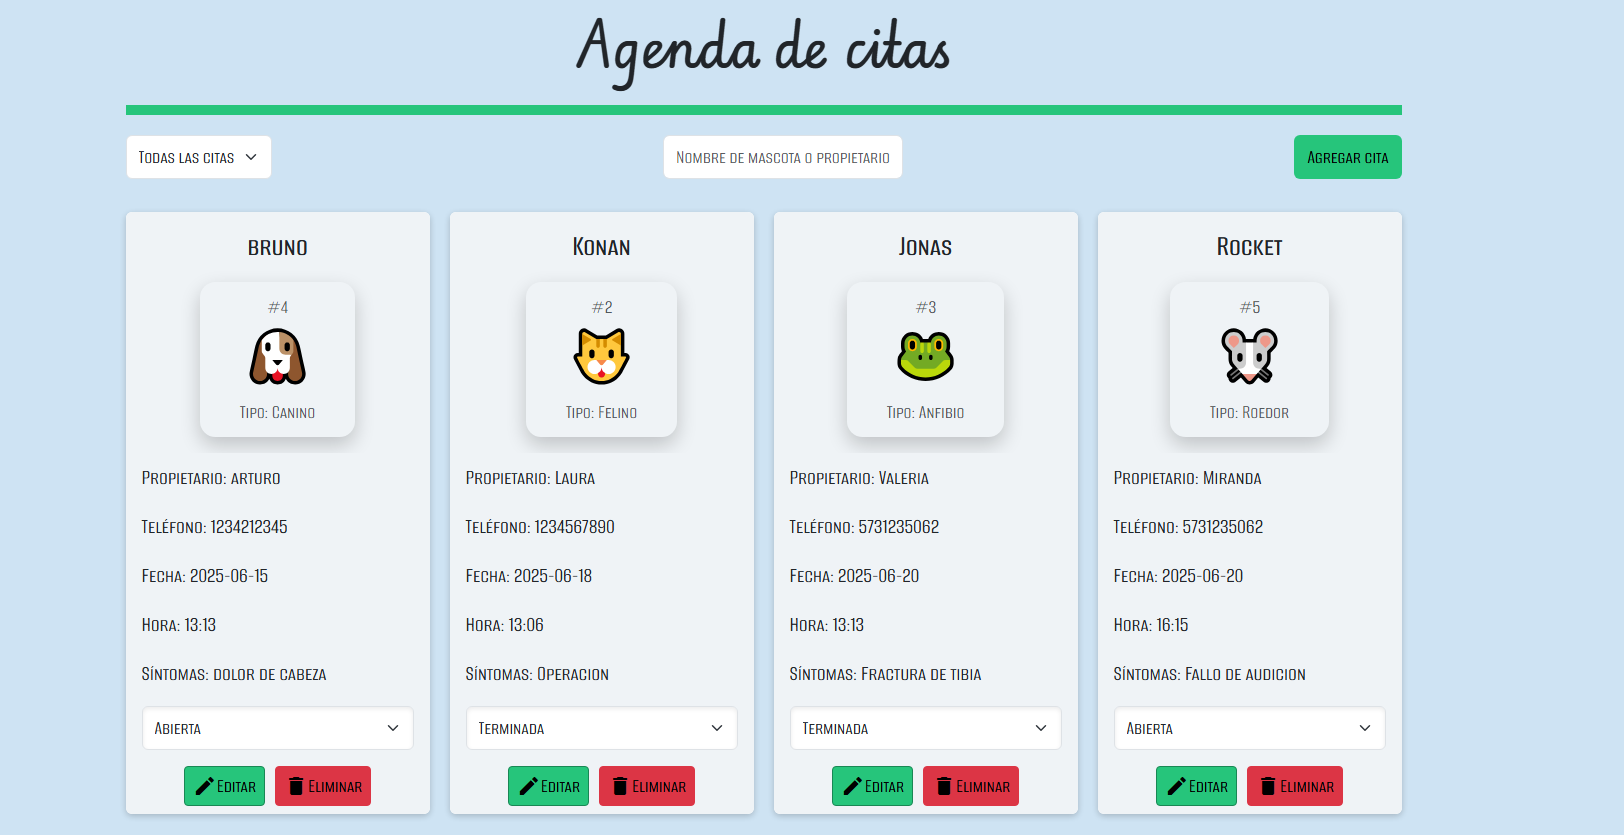 Agenda de citas
Todas las citas
Nombre de mascota o propietario
Agregar cita
bruno
#4
Tipo: Canino
Propietario: arturo
Teléfono: 1234212345
Fecha: 2025-06-15
Hora: 13:13
Síntomas: dolor de cabeza
Abierta
Editar
Eliminar
Konan
#2
Tipo: Felino
Propietario: Laura
Teléfono: 1234567890
Fecha: 2025-06-18
Hora: 13:06
Síntomas: Operacion
Terminada
Editar
Eliminar
Jonas
#3
Tipo: Anfibio
Propietario: Valeria
Teléfono: 5731235062
Fecha: 2025-06-20
Hora: 13:13
Síntomas: Fractura de tibia
Terminada
Editar
Eliminar
Rocket
#5
Tipo: Roedor
Propietario: Miranda
Teléfono: 5731235062
Fecha: 2025-06-20
Hora: 16:15
Síntomas: Fallo de audicion
Abierta
Editar
Eliminar